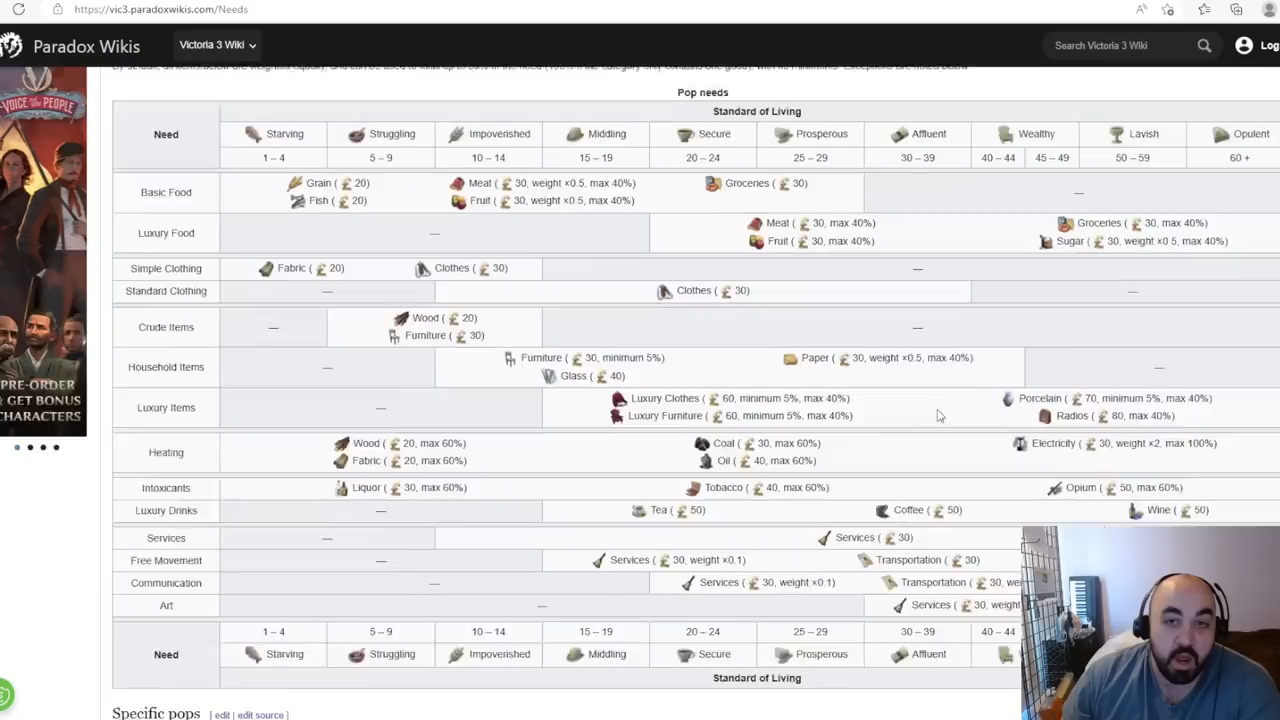 https://vic3.paradoxwikis.com/Needs
Paradox Wikis
Victoria 3 Wiki
Search Victoria 3 Wiki
Log
VOICE THE PEOPLE
PRE-ORDER
& GET BONUS
CHARACTERS
Pop needs
Need
Standard of Living
Starving Struggling Impoverished Middling Secure Prosperous Affluent Wealthy Lavish Opulent
1 – 4 5 – 9 10 – 14 15 – 19 20 – 24 25 – 29 30 – 39 40 – 44 45 – 49 50 – 59 60 +
Basic Food
Grain ( £ 20) Meat ( £ 30, weight ×0.5, max 40%) Groceries ( £ 30) —
Fish ( £ 20) Fruit ( £ 30, weight ×0.5, max 40%)
Luxury Food —
Meat ( £ 30, max 40%) Groceries ( £ 30, max 40%)
Fruit ( £ 30, max 40%) Sugar ( £ 30, weight ×0.5, max 40%)
Simple Clothing Fabric ( £ 20) Clothes ( £ 30) —
Standard Clothing — Clothes ( £ 30) —
Crude Items — —
Wood ( £ 20)
Furniture ( £ 30)
Household Items — —
Furniture ( £ 30, minimum 5%) Paper ( £ 30, weight ×0.5, max 40%)
Glass ( £ 40)
Luxury Items —
Luxury Clothes ( £ 60, minimum 5%, max 40%) Porcelain ( £ 70, minimum 5%, max 40%)
Luxury Furniture ( £ 60, minimum 5%, max 40%) Radios ( £ 80, max 40%)
Heating
Wood ( £ 20, max 60%) Coal ( £ 30, max 60%) Electricity ( £ 30, weight ×2, max 100%)
Fabric ( £ 20, max 60%) Oil ( £ 40, max 60%)
Intoxicants Liquor ( £ 30, max 60%) Tobacco ( £ 40, max 60%) Opium ( £ 50, max 60%)
Luxury Drinks — Tea ( £ 50) Coffee ( £ 50) Wine ( £ 50)
Services — Services ( £ 30)
Free Movement — Services ( £ 30, weight ×0.1) Transportation ( £ 30)
Communication — Services ( £ 30, weight ×0.1) Transportation ( £ 30, we
Art — Services ( £ 30, weight
Need
1 – 4 5 – 9 10 – 14 15 – 19 20 – 24 25 – 29 30 – 39 40 – 44
Starving Struggling Impoverished Middling Secure Prosperous Affluent
Standard of Living
Specific pops [ edit | edit source ]